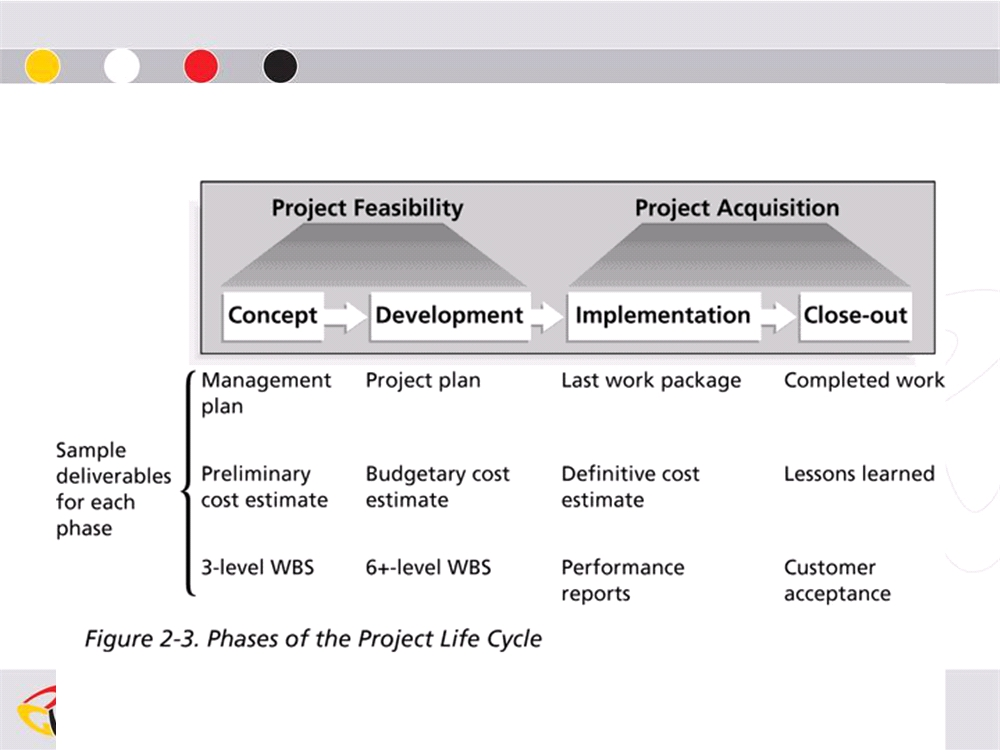 Project Feasibility
Project Acquisition
Concept
Development
Implementation
Close-out
Sample
deliverables
for each
phase
Management
plan
Project plan
Last work package
Completed work
Preliminary
cost estimate
Budgetary cost
estimate
Definitive cost
estimate
Lessons learned
3-level WBS
6+-level WBS
Performance
reports
Customer
acceptance
Figure 2-3. Phases of the Project Life Cycle